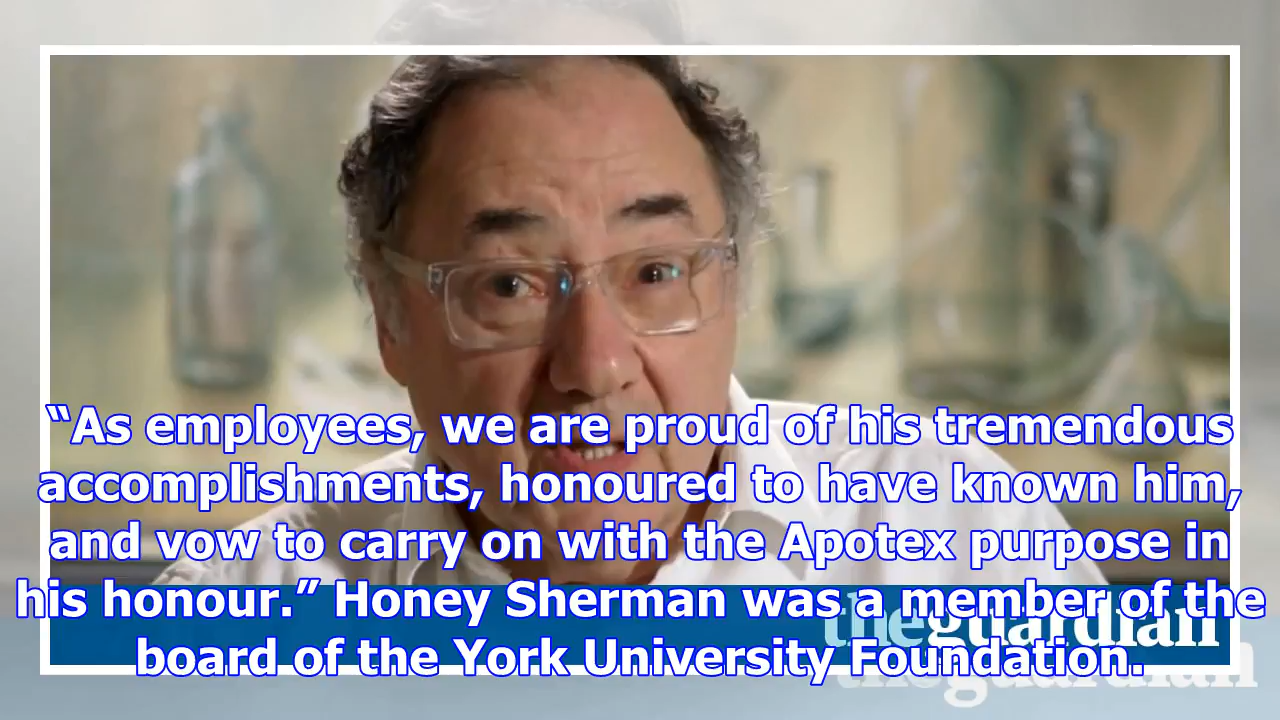 “As employees, we are proud of his tremendous
accomplishments, honoured to have known him,
and vow to carry on with the Apotex purpose in
his honour.” Honey Sherman was a member of the
board of the York University Foundation.
theguardian
theguardian